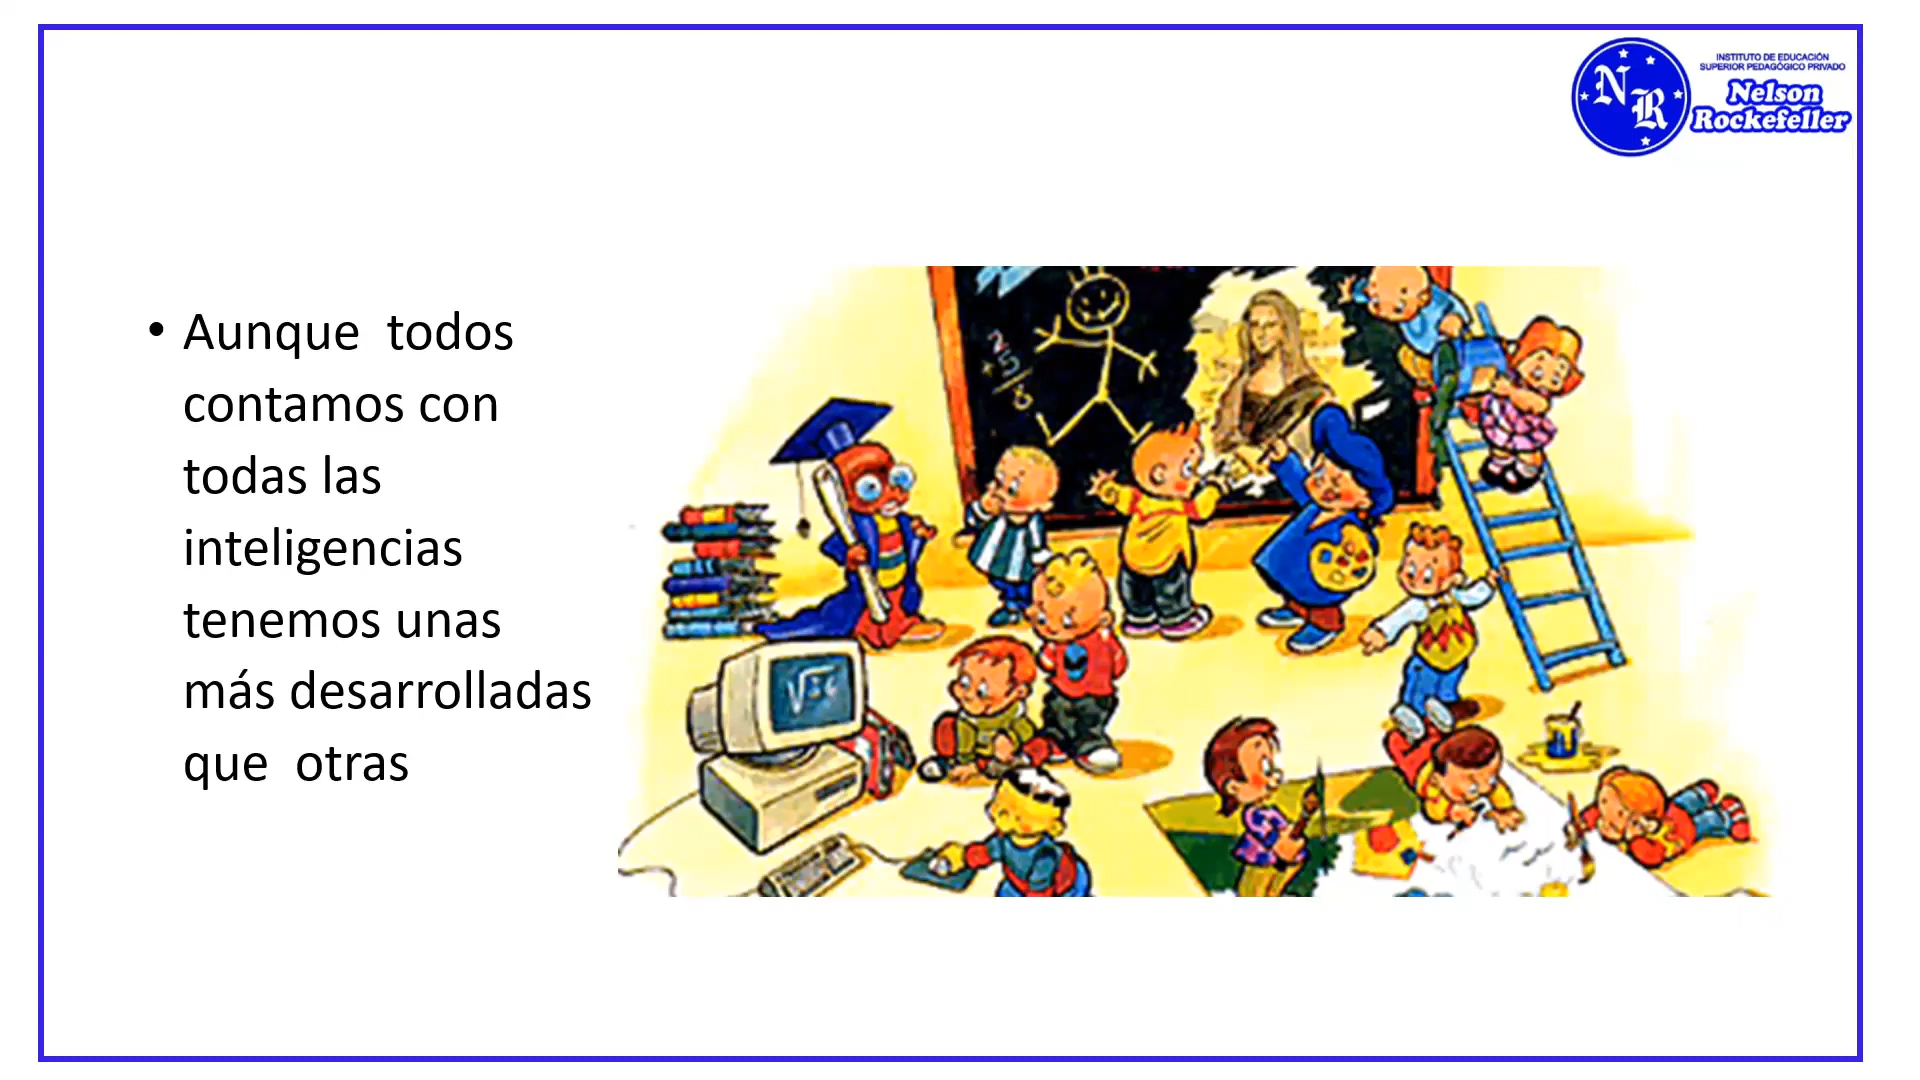 INSTITUTO DE EDUCACIÓN
SUPERIOR PEDAGÓGICO PRIVADO
Nelson
Rockefeller
NR
• Aunque todos
contamos con
todas las
inteligencias
tenemos unas
más desarrolladas
que otras